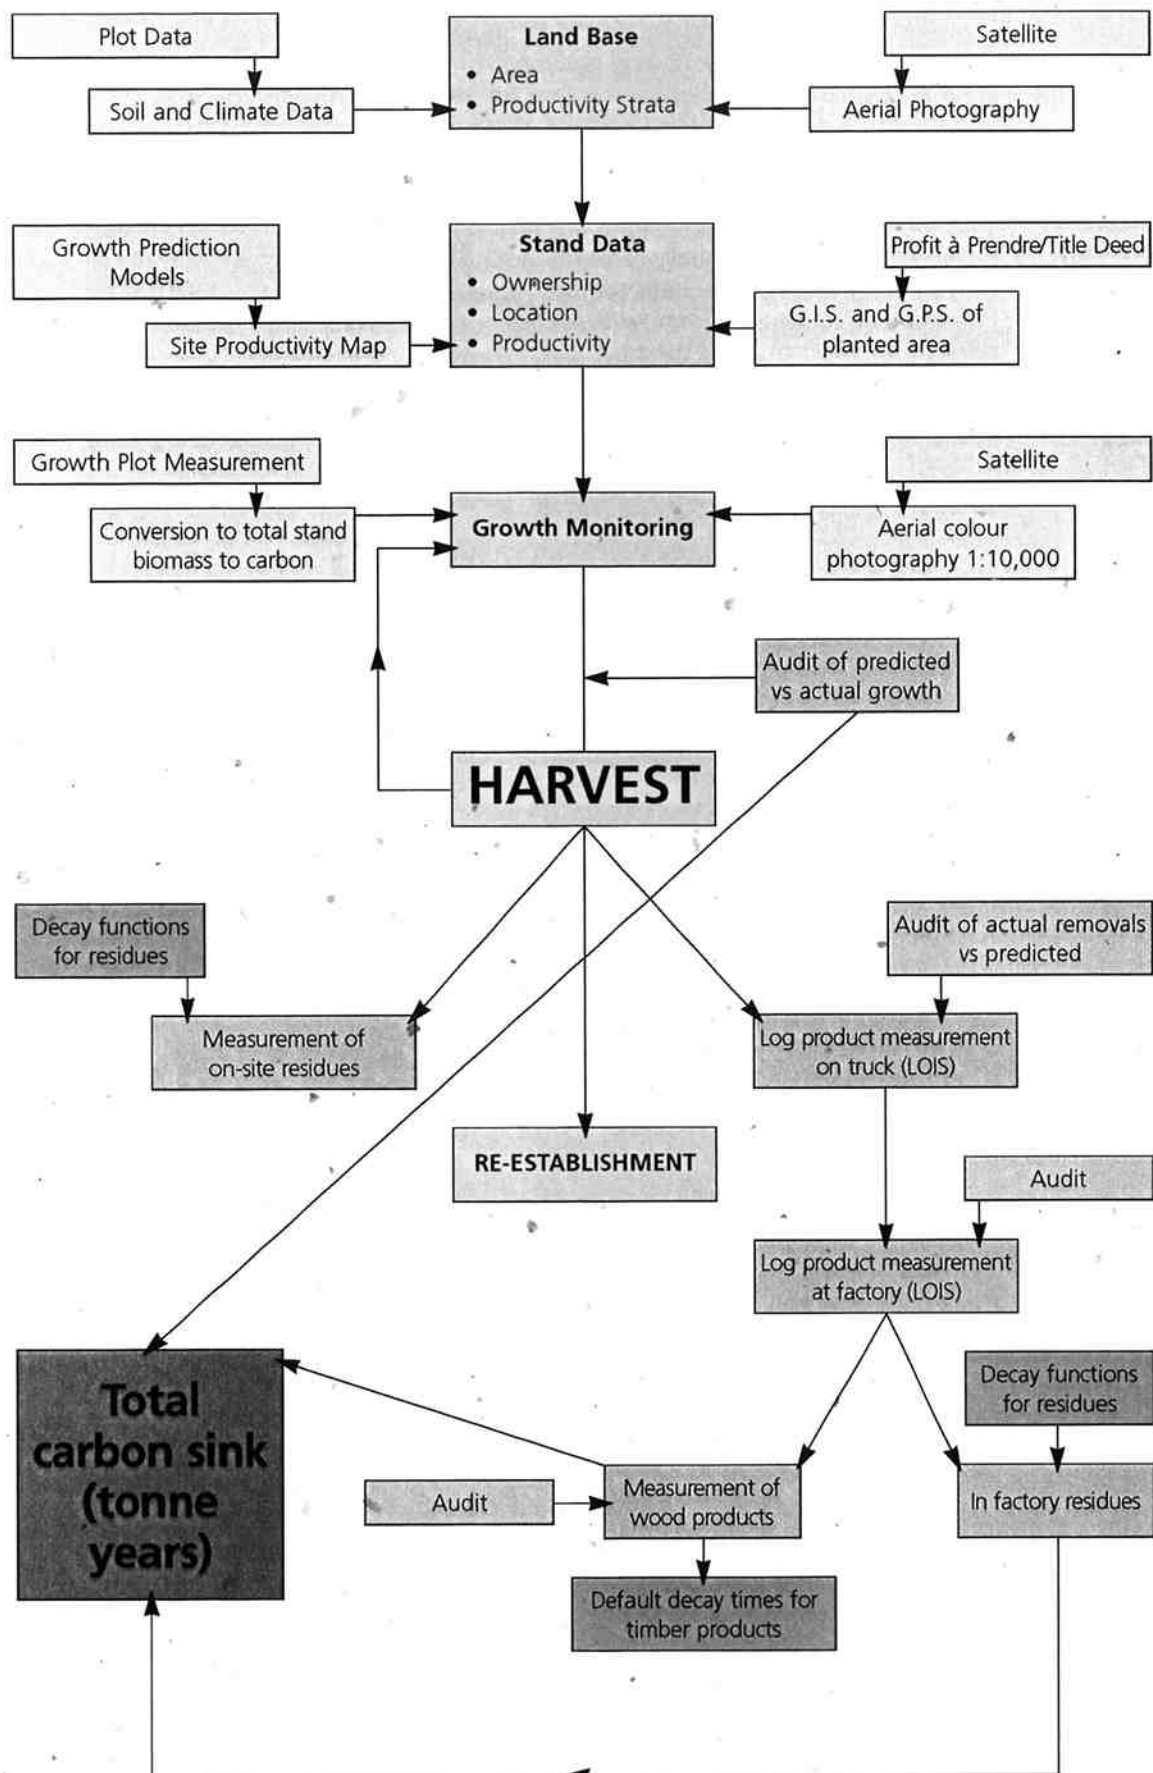 Plot Data
Land Base
• Area
• Productivity Strata
Satellite
Soil and Climate Data
Aerial Photography
Growth Prediction
Models
Stand Data
• Ownership
• Location
• Productivity
Profit à Prendre/Title Deed
Site Productivity Map
G.I.S. and G.P.S. of
planted area
Growth Plot Measurement
Satellite
Conversion to total stand
biomass to carbon
Growth Monitoring
Aerial colour
photography 1:10,000
Audit of predicted
vs actual growth
HARVEST
Decay functions
for residues
Audit of actual removals
vs predicted
Measurement of
on-site residues
Log product measurement
on truck (LOIS)
RE-ESTABLISHMENT
Audit
Log product measurement
at factory (LOIS)
Total
carbon sink
(tonne
years)
Decay functions
for residues
Audit
Measurement of
wood products
In factory residues
Default decay times for
timber products